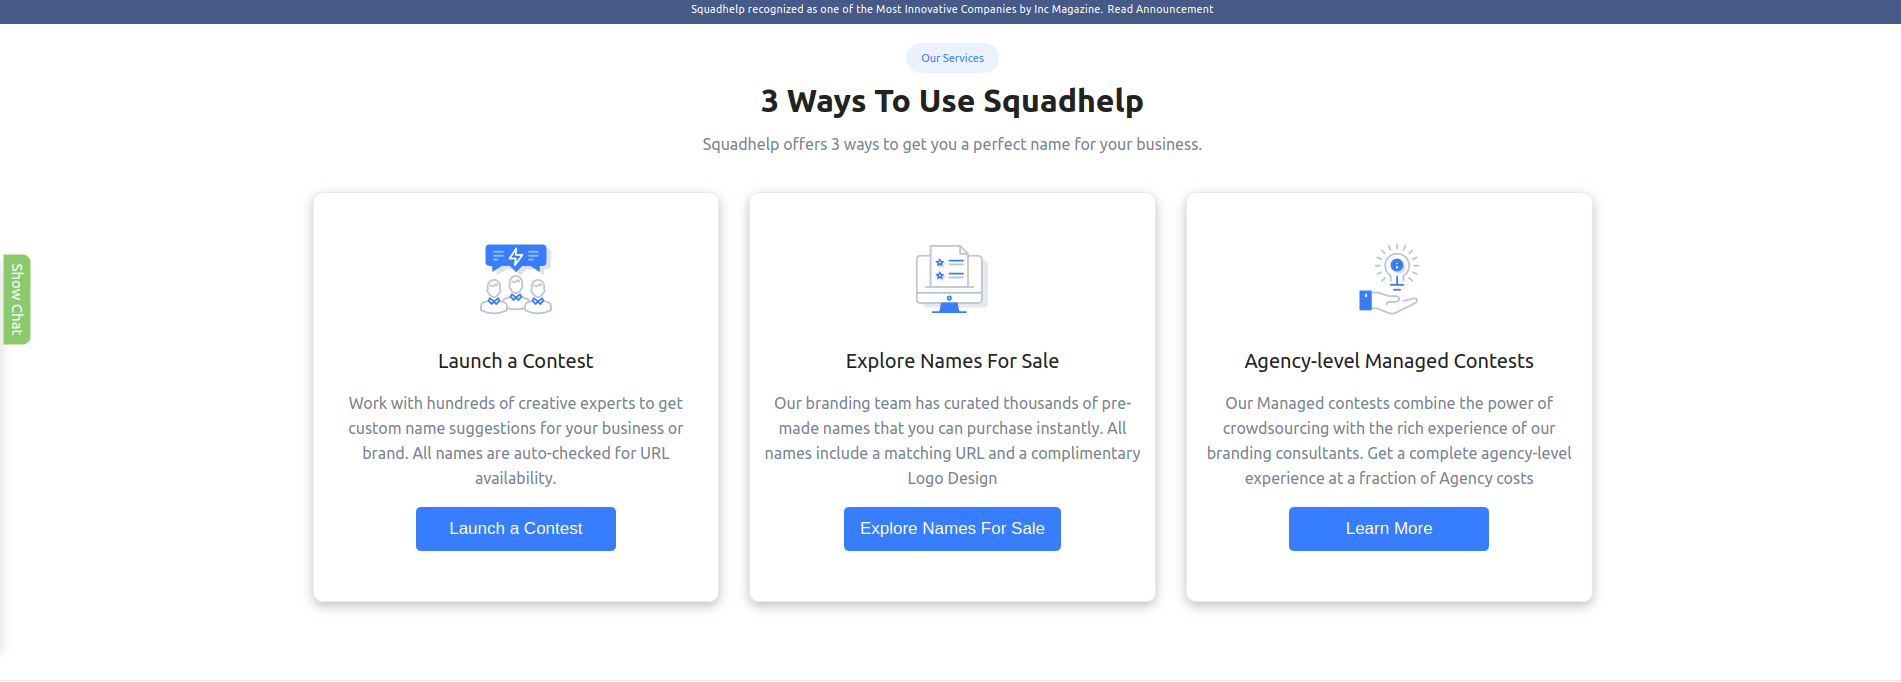 Squadhelp recognized as one of the Most Innovative Companies by Inc Magazine. Read Announcement
Our Services
3 Ways To Use Squadhelp
Squadhelp offers 3 ways to get you a perfect name for your business.
Show Chat
Launch a Contest
Work with hundreds of creative experts to get
custom name suggestions for your business or
brand. All names are auto-checked for URL
availability.
Launch a Contest
Explore Names For Sale
Our branding team has curated thousands of pre-
made names that you can purchase instantly. All
names include a matching URL and a complimentary
Logo Design
Explore Names For Sale
Agency-level Managed Contests
Our Managed contests combine the power of
crowdsourcing with the rich experience of our
branding consultants. Get a complete agency-level
experience at a fraction of Agency costs
Learn More